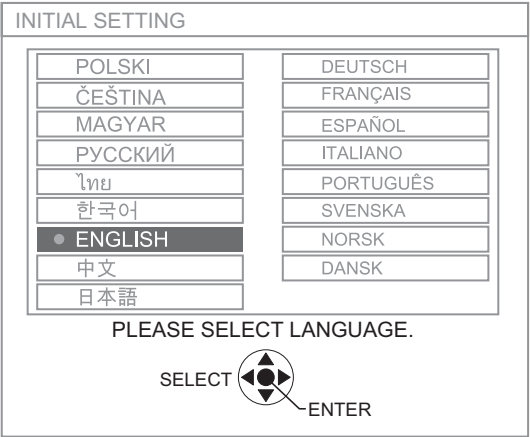 INITIAL SETTING
POLSKI
ČEŠTINA
MAGYAR
РУССКИЙ
ไทย
한국어
ENGLISH
中文
日本語
DEUTSCH
FRANÇAIS
ESPAÑOL
ITALIANO
PORTUGUÊS
SVENSKA
NORSK
DANSK
PLEASE SELECT LANGUAGE.
SELECT
ENTER